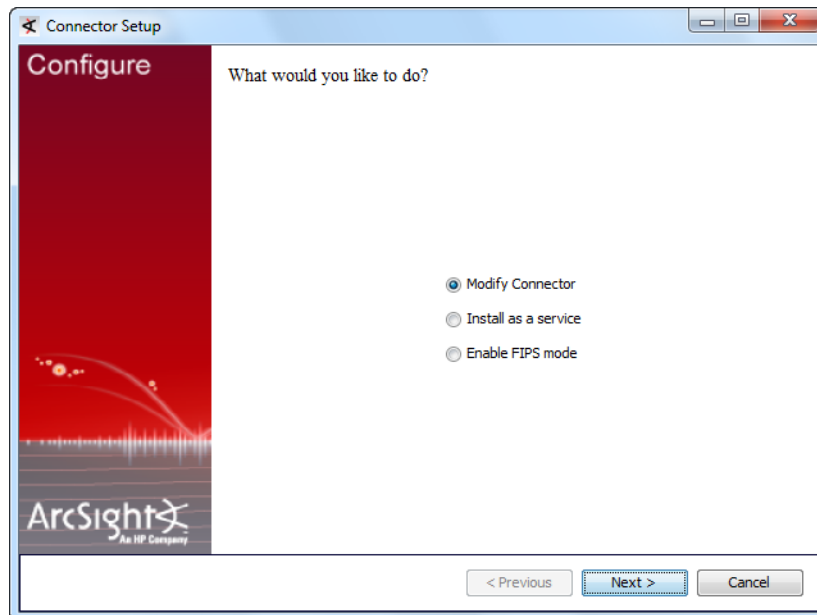 Connector Setup
Configure
What would you like to do?
Modify Connector
Install as a service
Enable FIPS mode
ArcSight
An HP Company
< Previous
Next >
Cancel